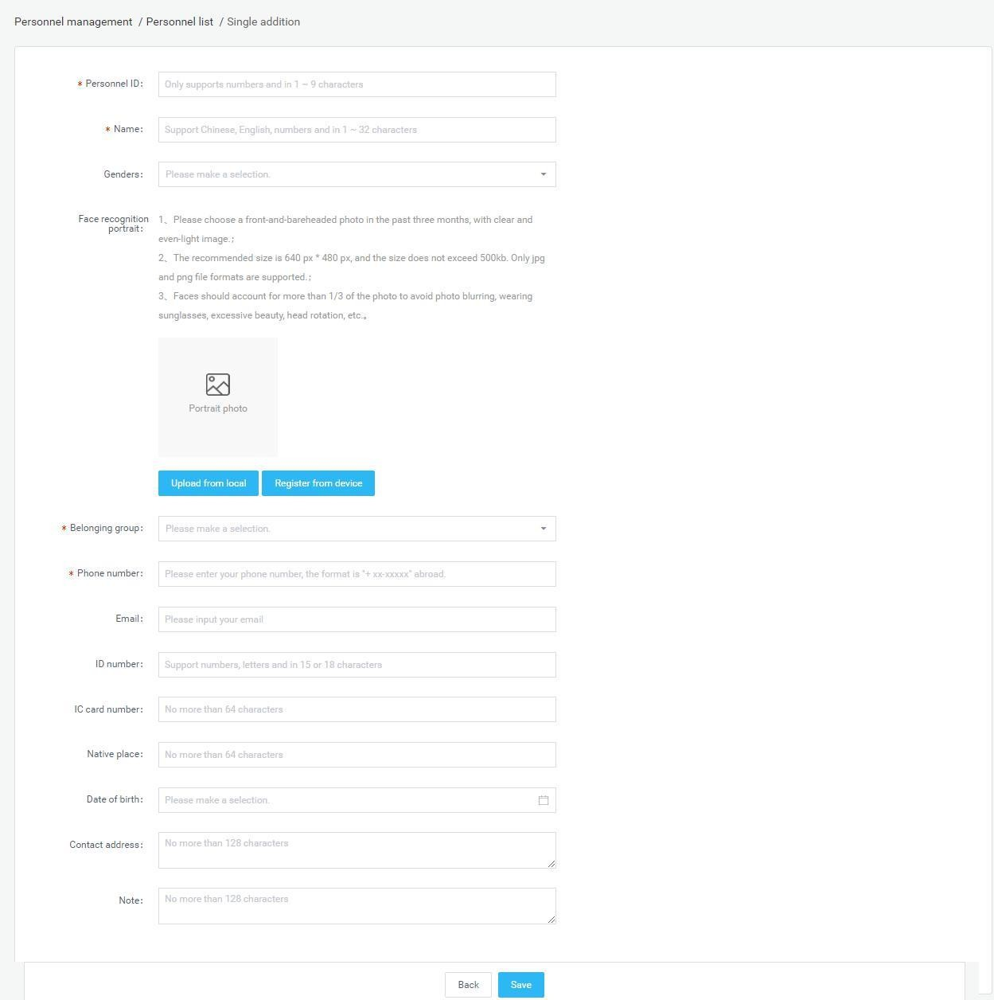 Personnel management / Personnel list / Single addition
* Personnel ID: Only supports numbers and in 1 ~ 9 characters
* Name: Support Chinese, English, numbers and in 1 ~ 32 characters
Genders: Please make a selection.
Face recognition
portrait:
1、Please choose a front-and-bareheaded photo in the past three months, with clear and
even-light image.;
2、The recommended size is 640 px * 480 px, and the size does not exceed 500kb. Only jpg
and png file formats are supported.;
3、Faces should account for more than 1/3 of the photo to avoid photo blurring, wearing
sunglasses, excessive beauty, head rotation, etc.。
Portrait photo
Upload from local Register from device
* Belonging group: Please make a selection.
* Phone number: Please enter your phone number, the format is "+ xx-xxxxx" abroad.
Email: Please input your email
ID number: Support numbers, letters and in 15 or 18 characters
IC card number: No more than 64 characters
Native place: No more than 64 characters
Date of birth: Please make a selection.
Contact address: No more than 128 characters
Note: No more than 128 characters
Back Save